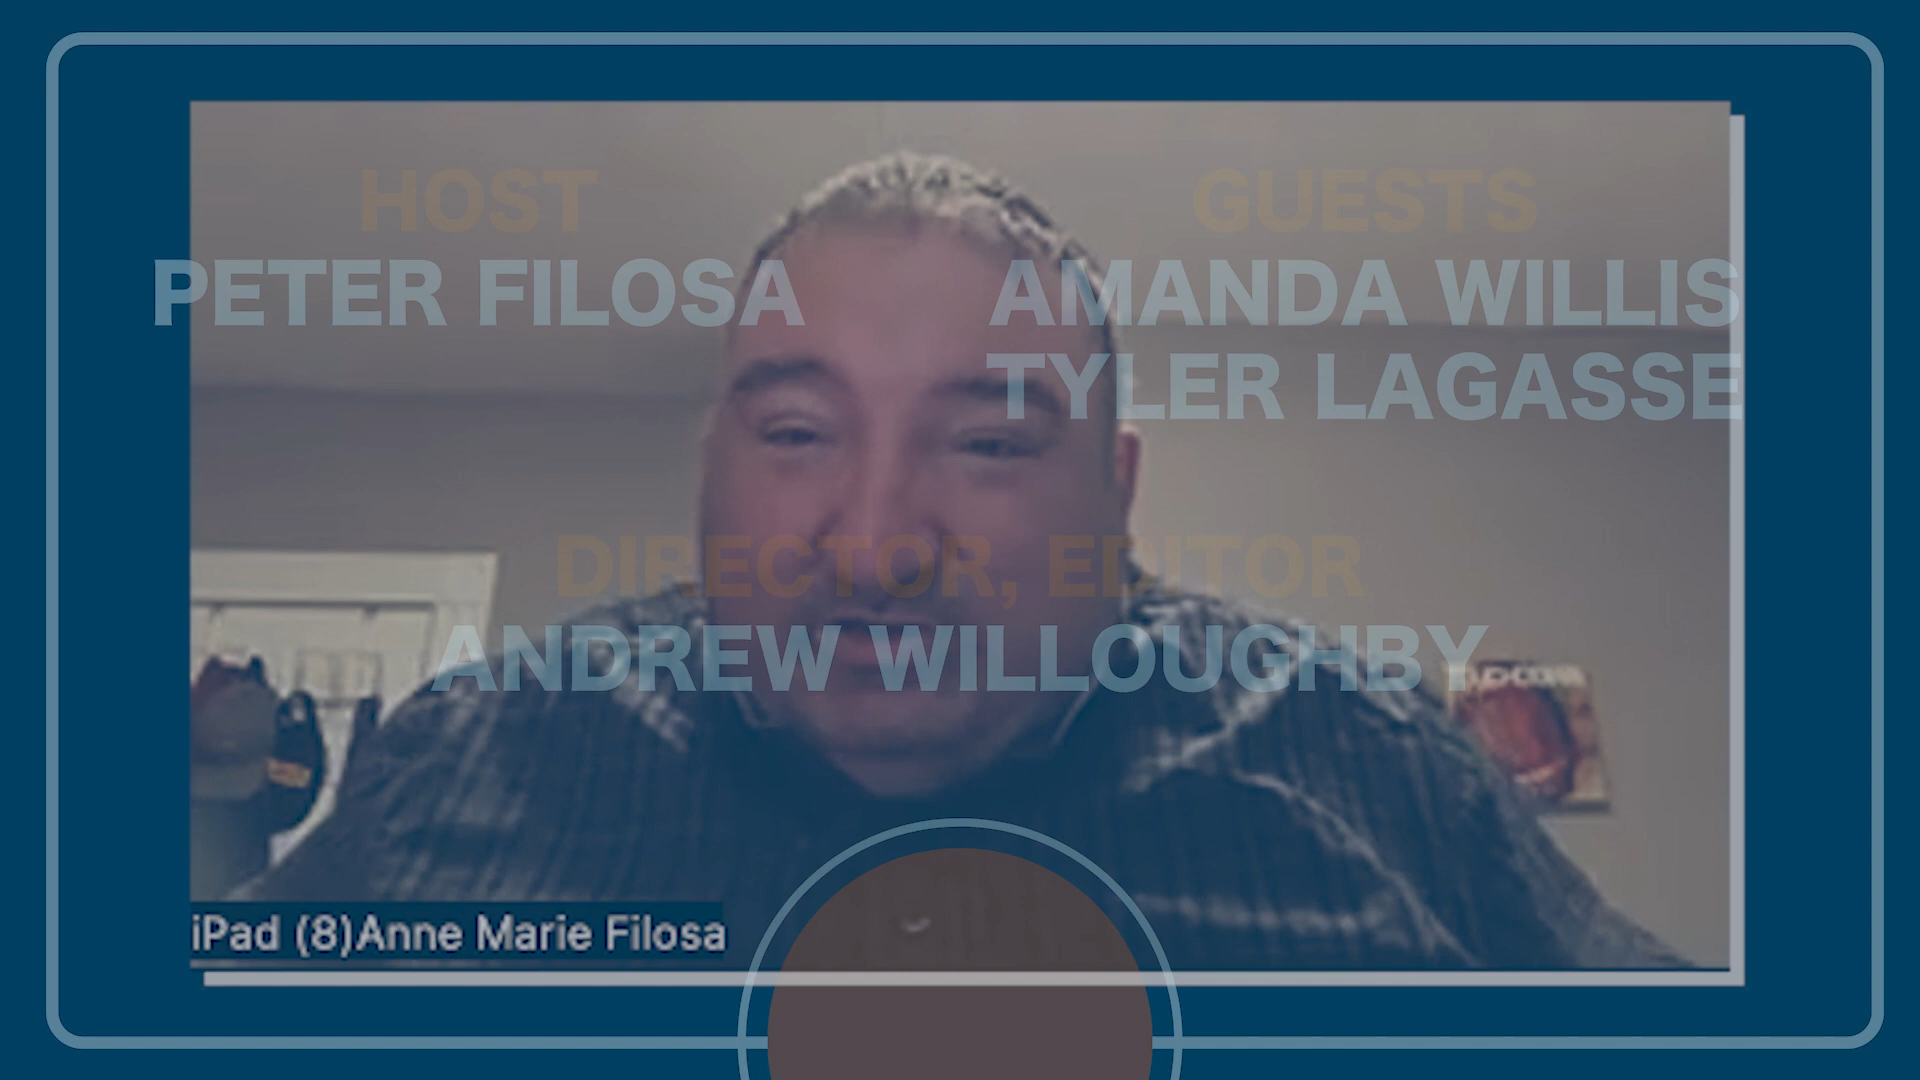 HOST
PETER FILOSA
GUESTS
AMANDA WILLIS
TYLER LAGASSE
DIRECTOR, EDITOR
ANDREW WILLOUGHBY
iPad (8)Anne Marie Filosa